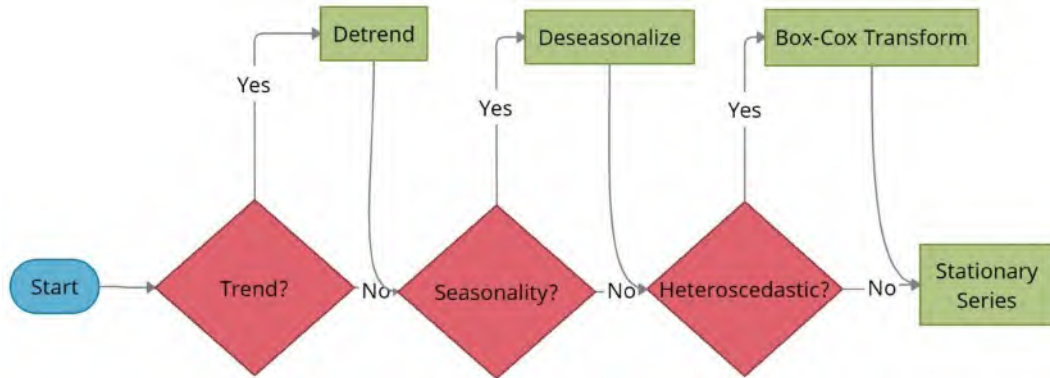 Detrend
Deseasonalize
Box-Cox Transform
Yes
Yes
Yes
Start
Trend?
No
Seasonality?
No
Heteroscedastic?
No
Stationary
Series